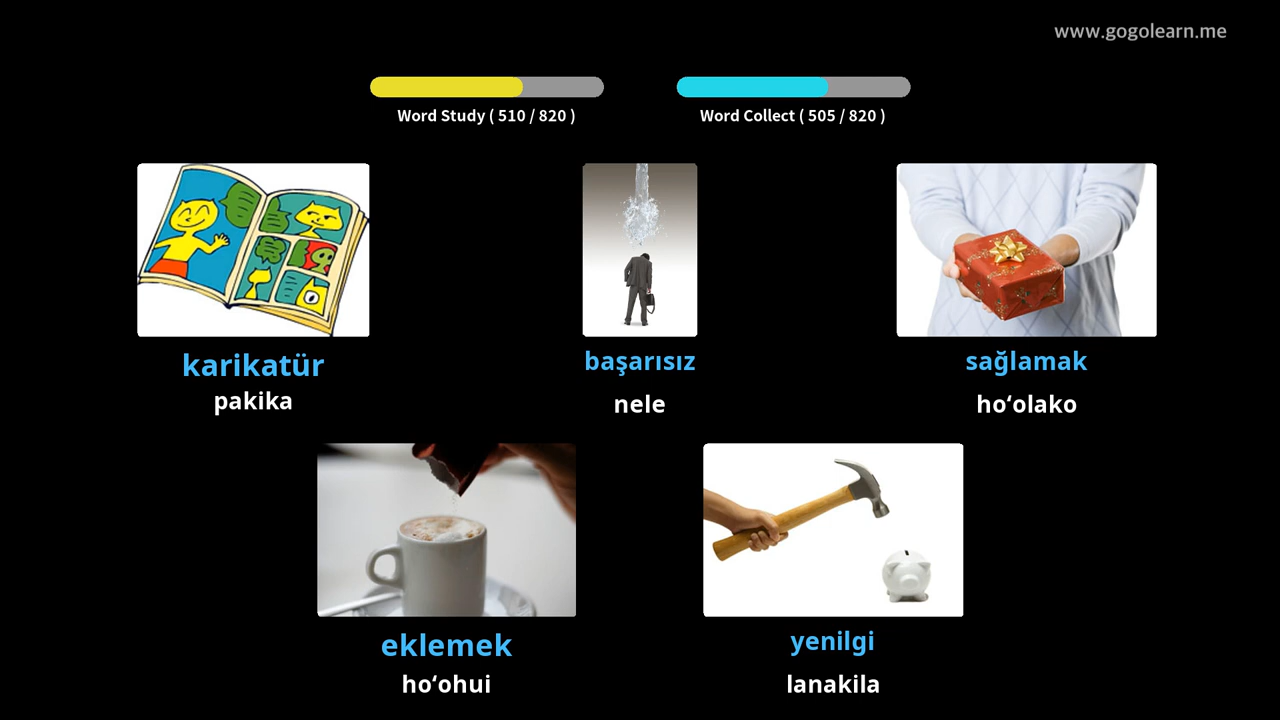 www.gogolearn.me
Word Study ( 510 / 820 )
Word Collect ( 505 / 820 )
karikatür
pakika
başarısız
nele
sağlamak
hoʻolako
eklemek
hoʻohui
yenilgi
lanakila